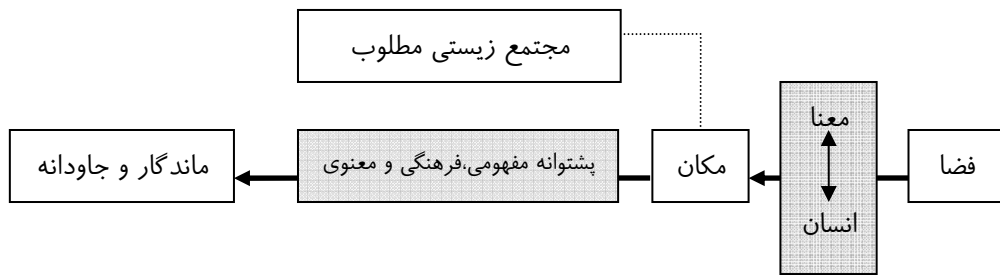 مجتمع زیستی مطلوب
فضا
معنا
انسان
مکان
پشتوانه مفهومی،فرهنگی و معنوی
ماندگار و جاودانه